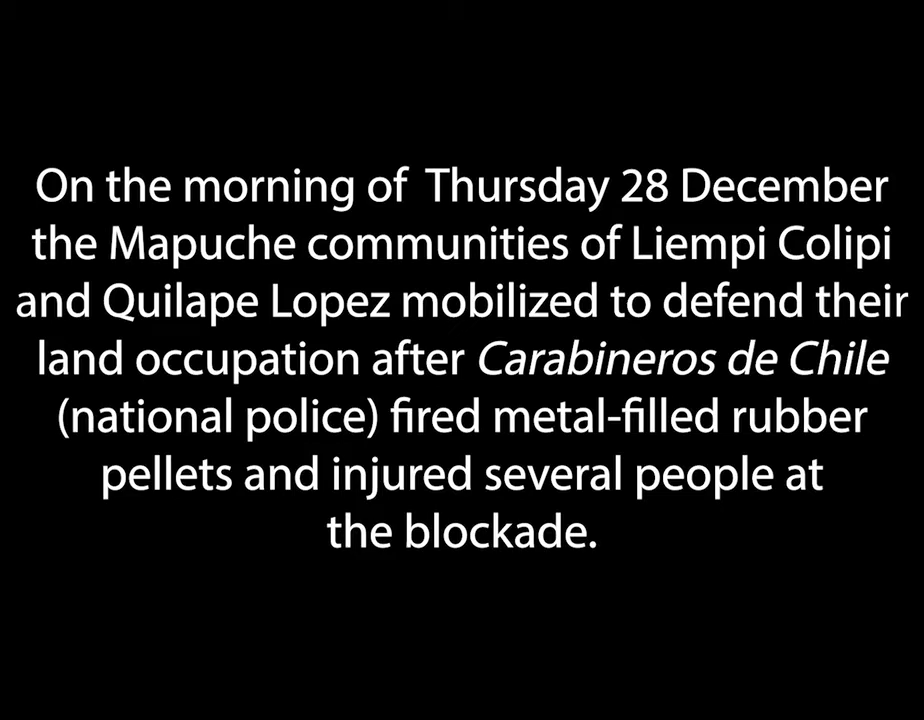 On the morning of  Thursday 28 December
the Mapuche communities of Liempi Colipi
and Quilape Lopez mobilized to defend their
land occupation after Carabineros de Chile
(national police) fired metal-filled rubber
pellets and injured several people at
the blockade.